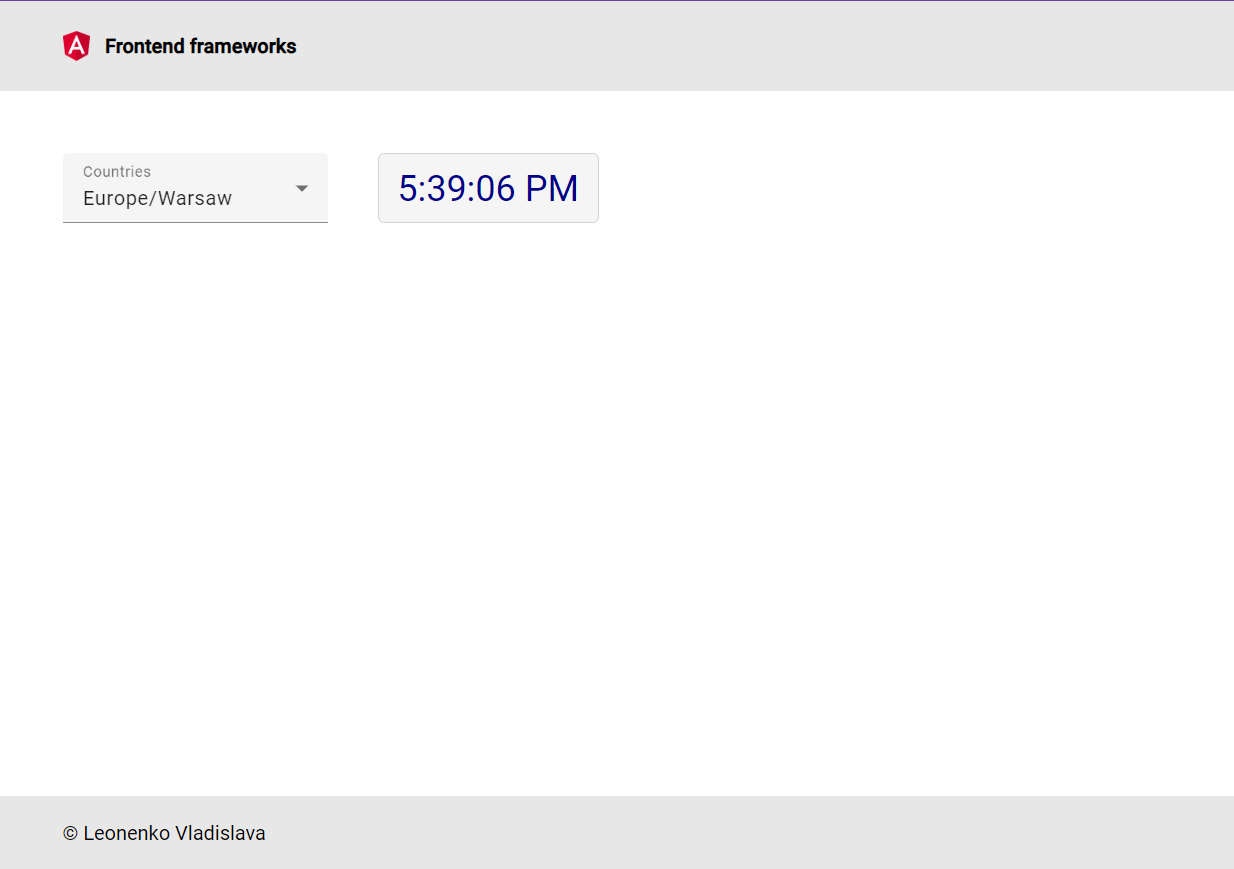 Frontend frameworks
Countries
Europe/Warsaw
5:39:06 PM
© Leonenko Vladislava